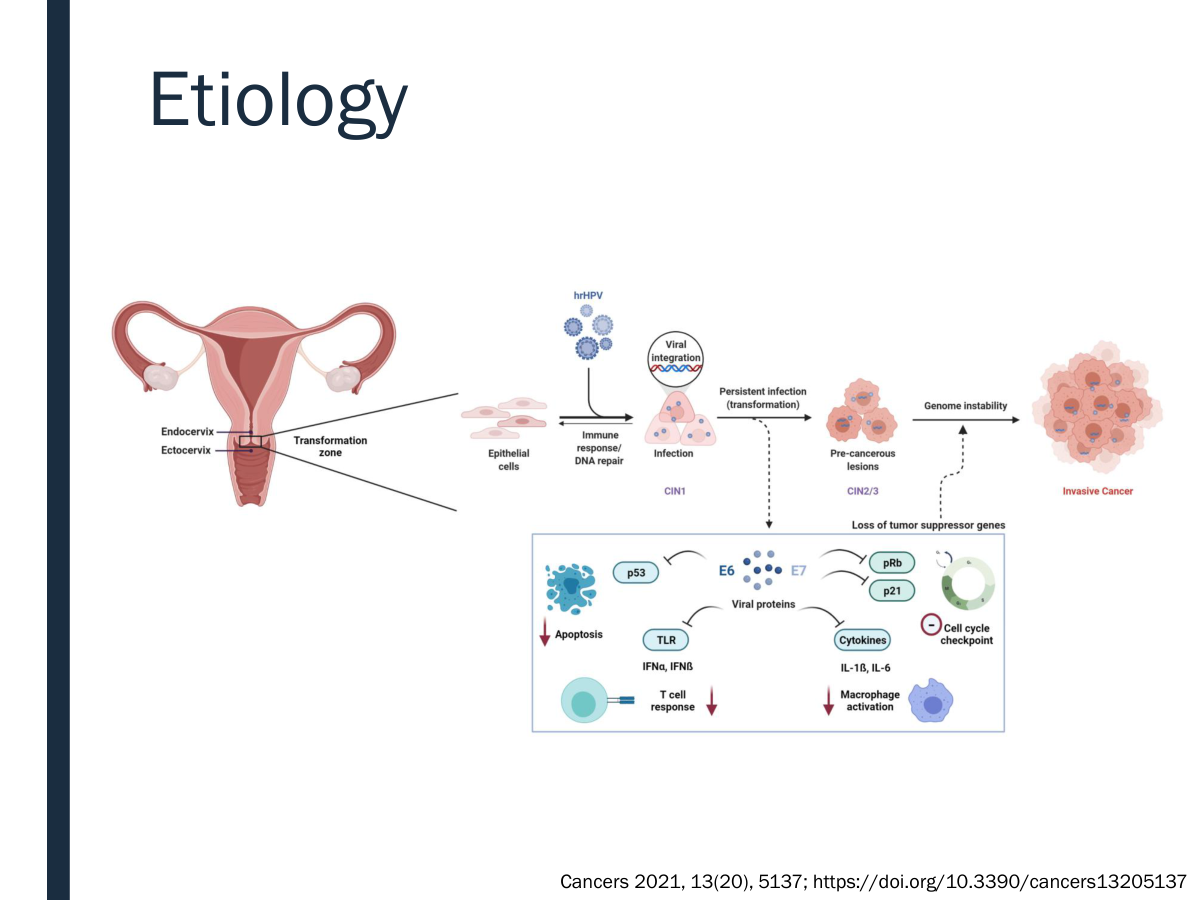 Etiology
hrHPV
Viral
integration
Persistent infection
(transformation)
Genome instability
Endocervix
Ectocervix
Transformation
zone
Epithelial
cells
Immune
response/
DNA repair
Infection
Pre-cancerous
lesions
CIN1
CIN2/3
Invasive Cancer
Loss of tumor suppressor genes
p53
E6
E7
pRb
p21
Viral proteins
Apoptosis
TLR
Cytokines
Cell cycle
checkpoint
IFNα, IFNß
IL-1ß, IL-6
T cell
response
Macrophage
activation
Cancers 2021, 13(20), 5137; https://doi.org/10.3390/cancers13205137